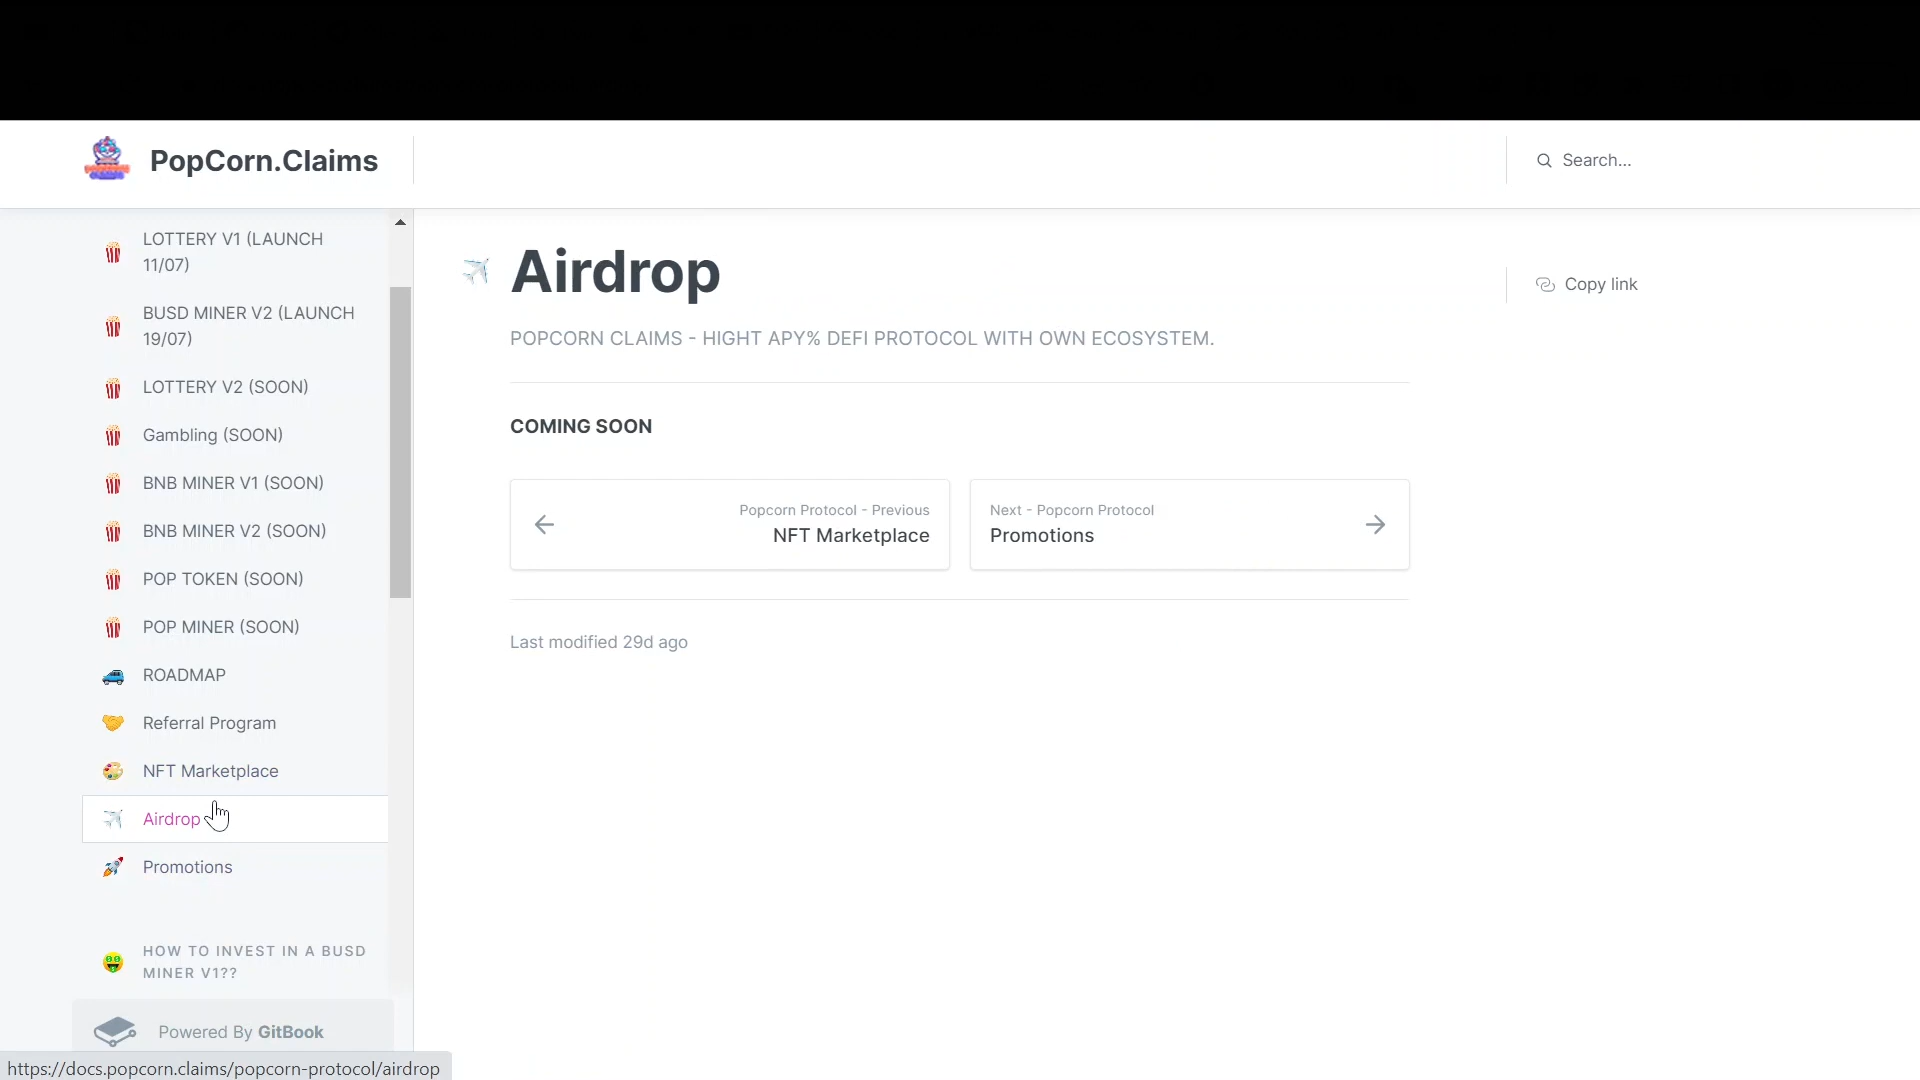 PopCorn.Claims
Search...
LOTTERY V1 (LAUNCH
11/07)
BUSD MINER V2 (LAUNCH
19/07)
LOTTERY V2 (SOON)
Gambling (SOON)
BNB MINER V1 (SOON)
BNB MINER V2 (SOON)
POP TOKEN (SOON)
POP MINER (SOON)
ROADMAP
Referral Program
NFT Marketplace
Airdrop
Promotions
HOW TO INVEST IN A BUSD
MINER V1??
Powered By GitBook
Airdrop
Copy link
POPCORN CLAIMS - HIGHT APY% DEFI PROTOCOL WITH OWN ECOSYSTEM.
COMING SOON
Popcorn Protocol - Previous
NFT Marketplace
Next - Popcorn Protocol
Promotions
Last modified 29d ago
https://docs.popcorn.claims/popcorn-protocol/airdrop